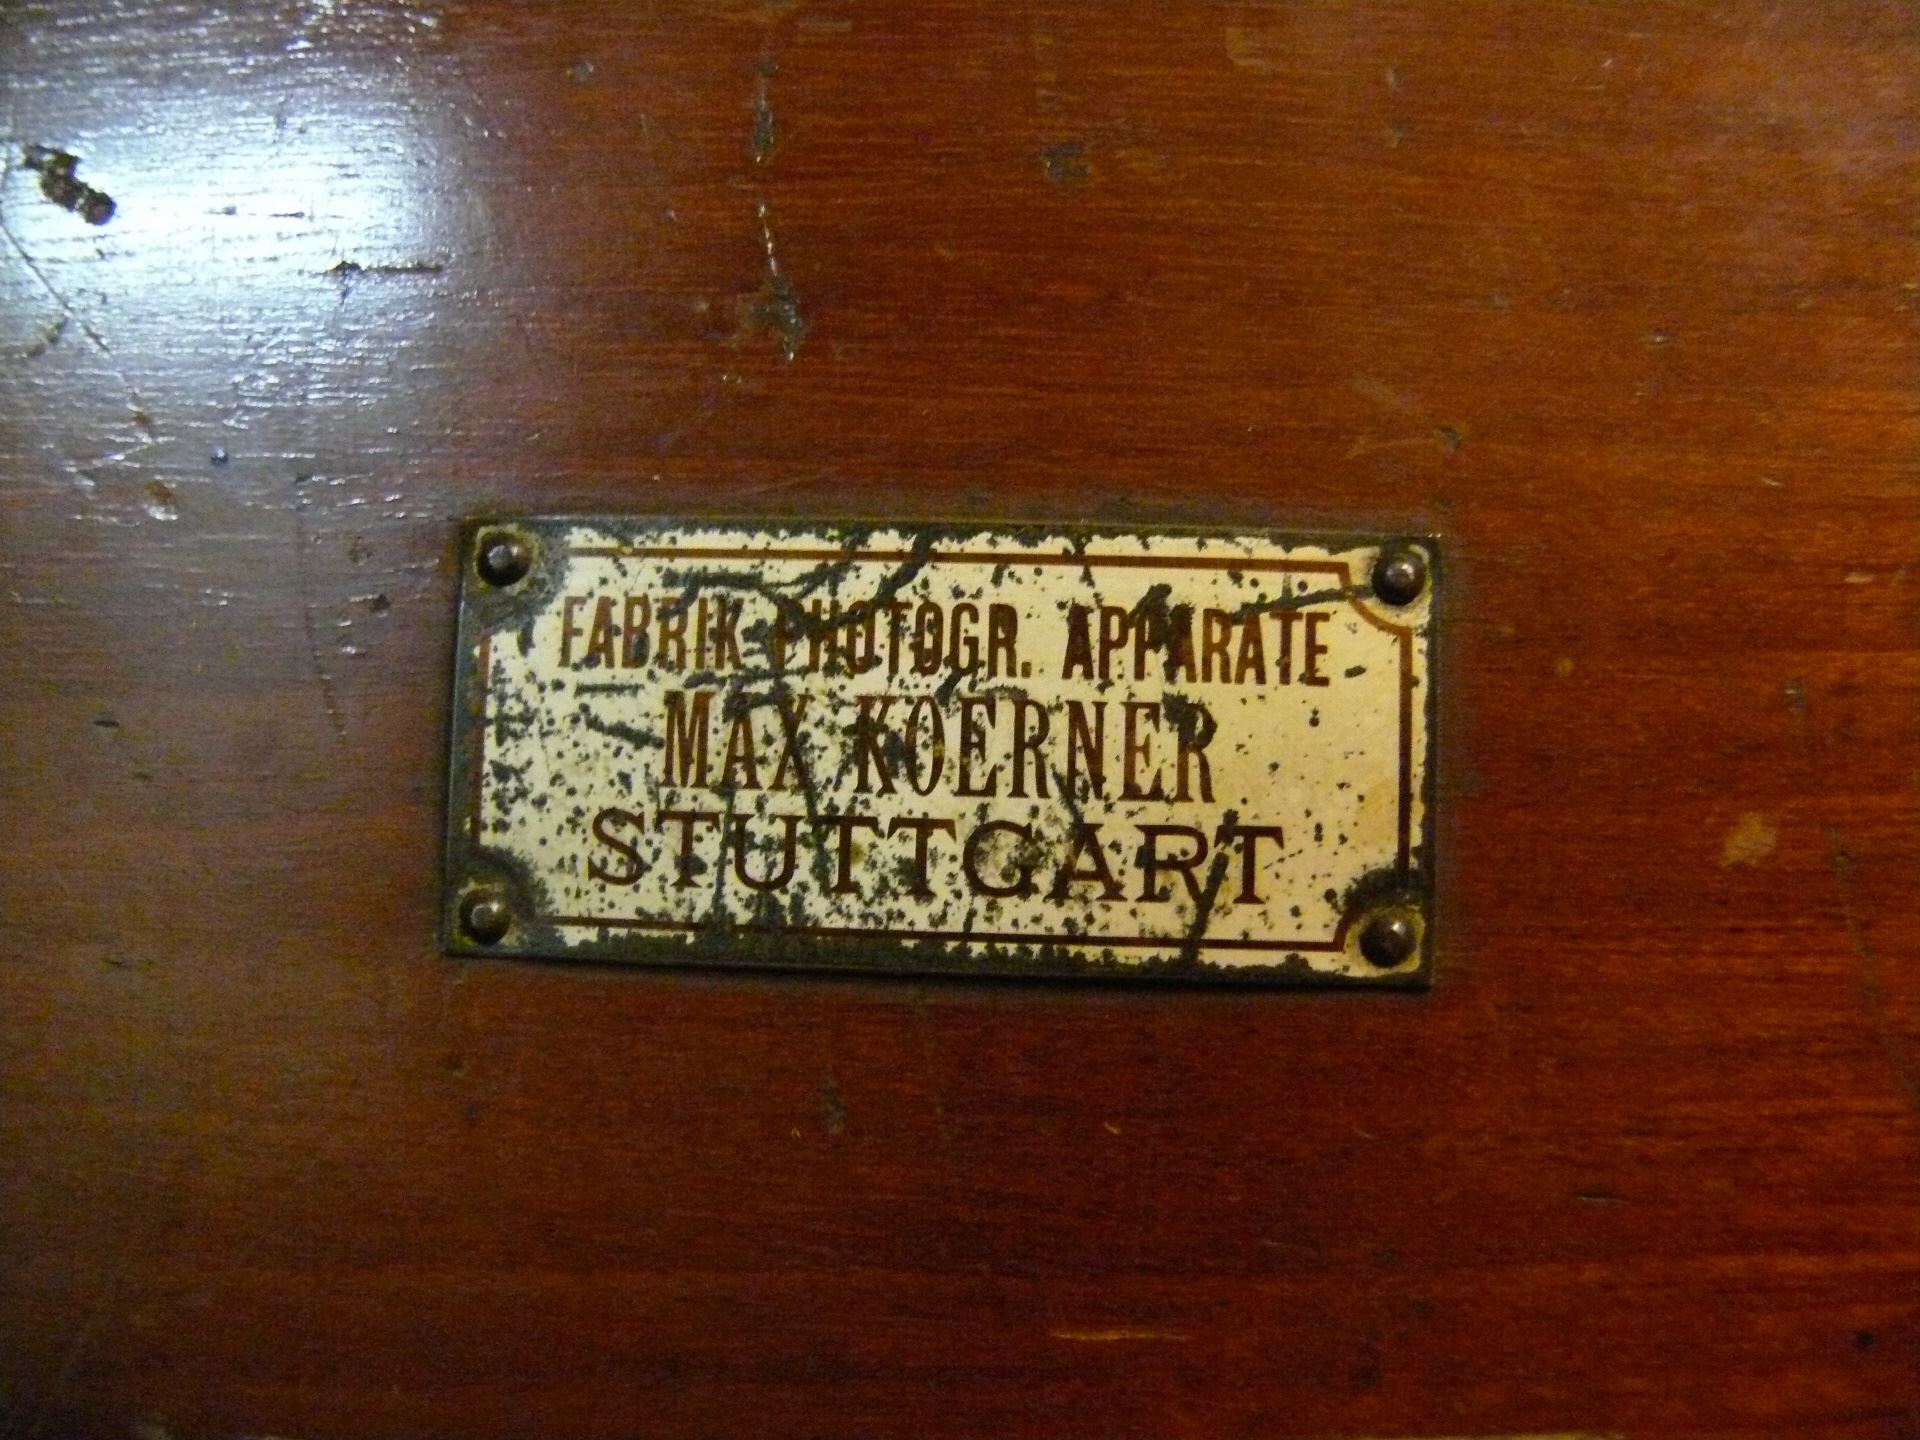 FABRIK PHOTOGR. APPARATE
MAX KOERNER
STUTTGART